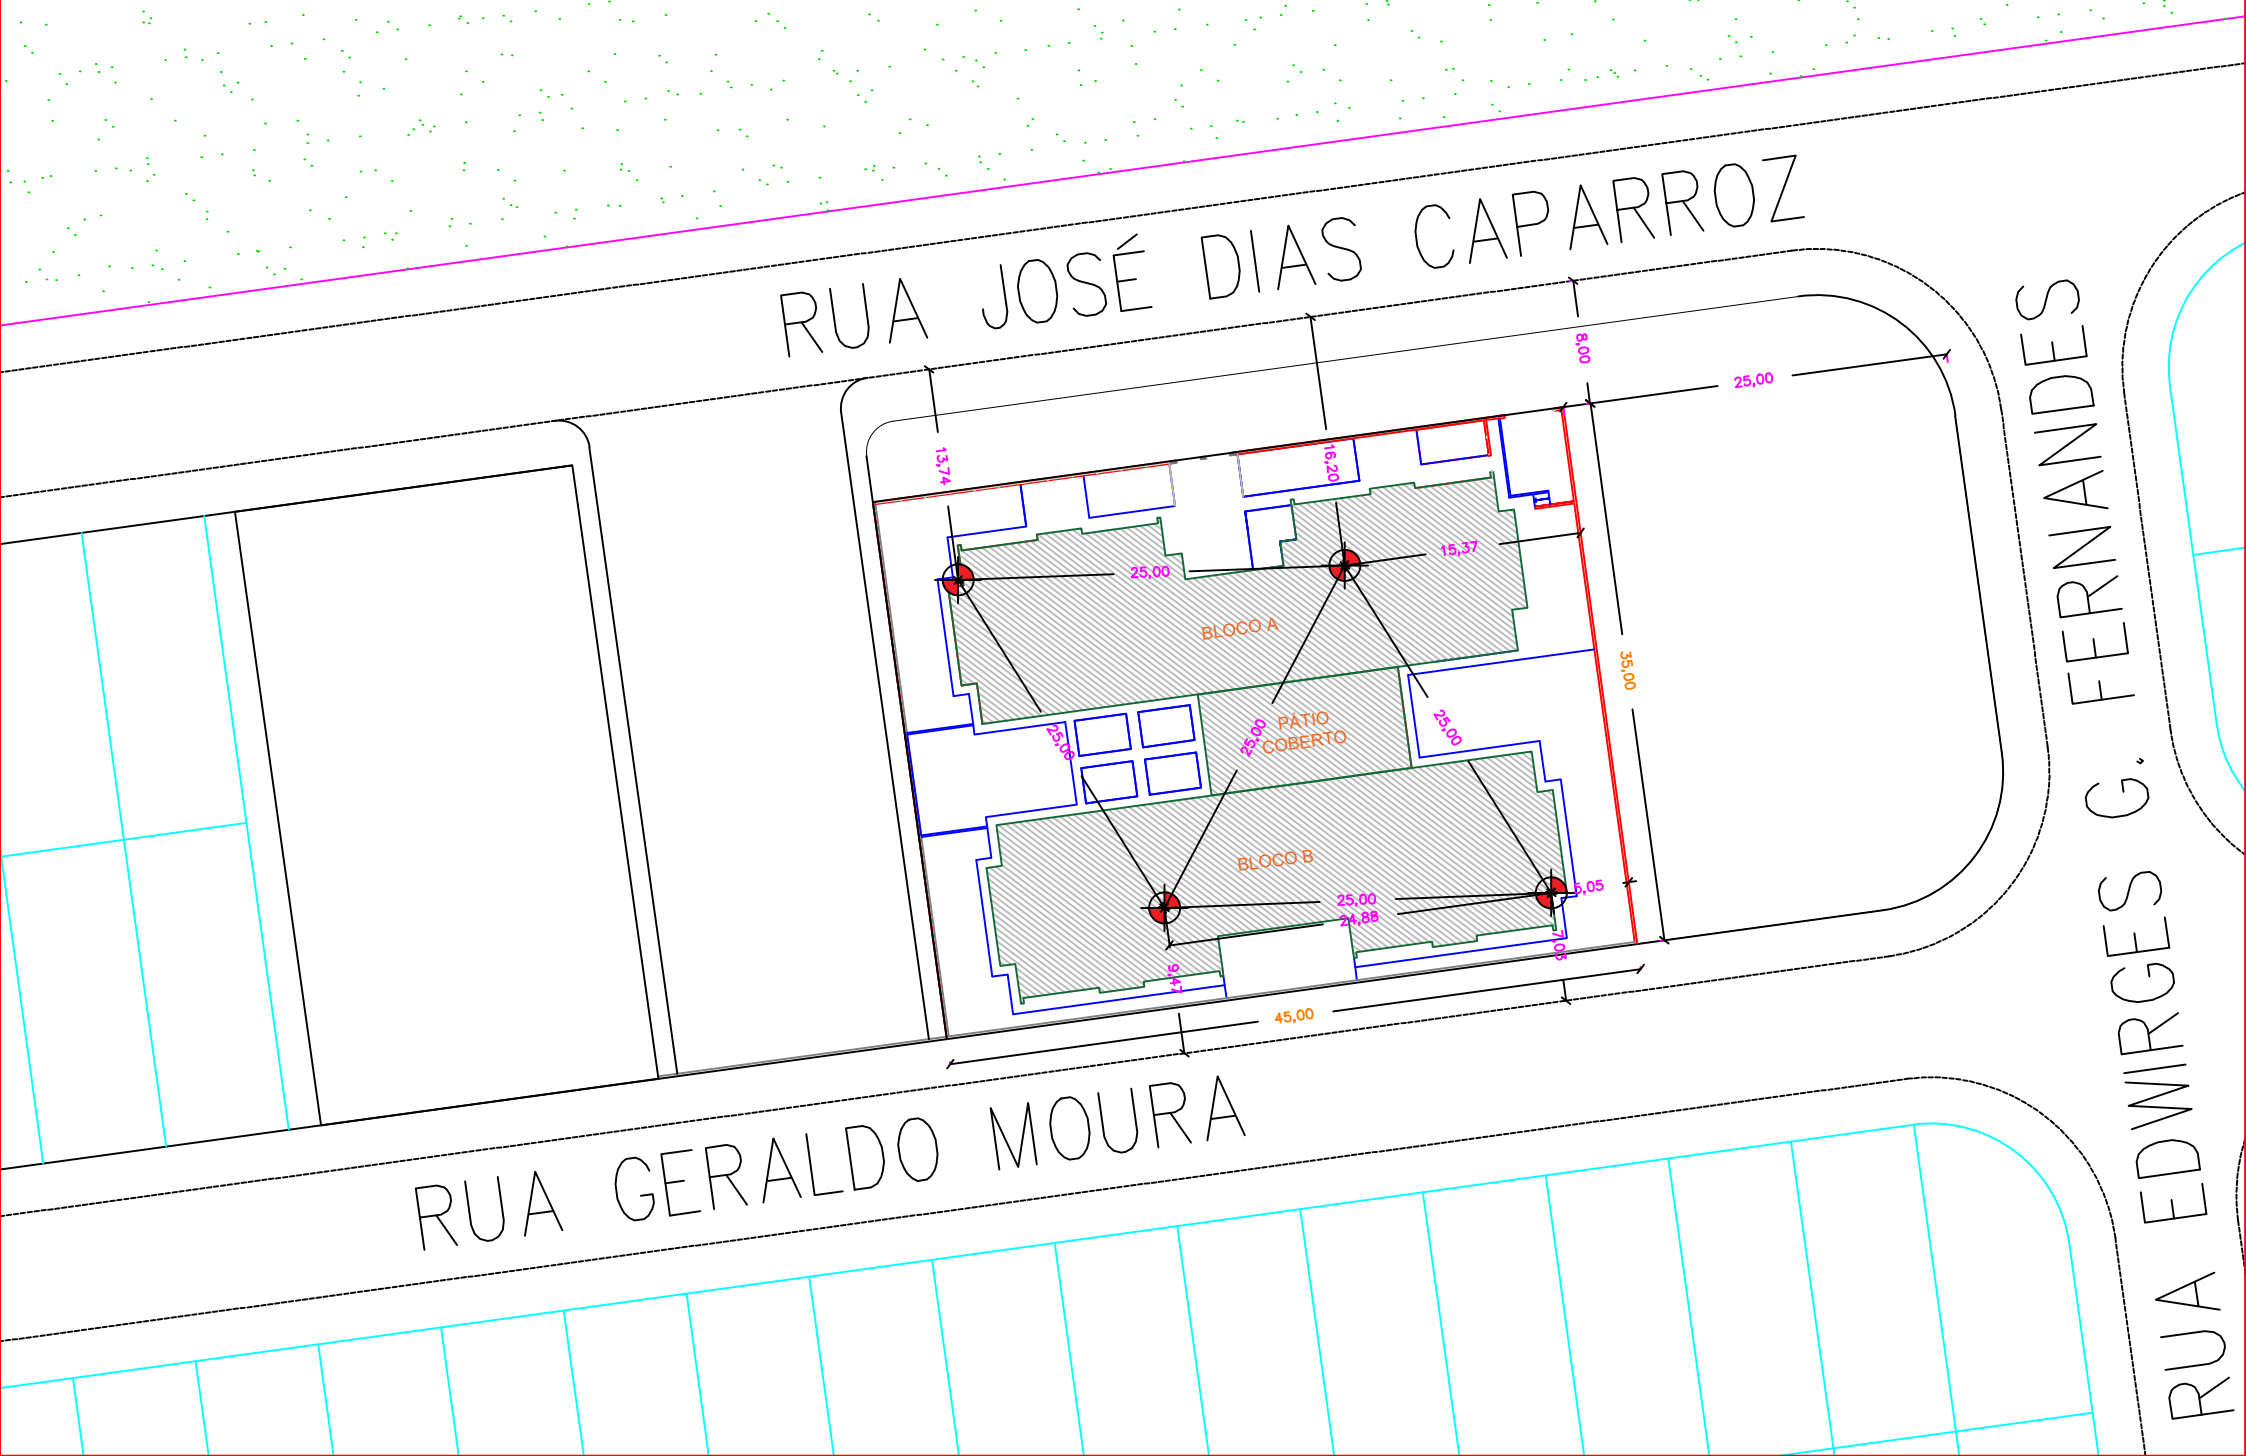 RUA JOSÉ DIAS CAPARROZ
8,00
25,00
13,74
16,20
15,37
25,00
BLOCO A
35,00
25,00
25,00
PÁTIO
COBERTO
25,00
BLOCO B
5,05
25,00
24,88
7,03
9,47
45,00
RUA GERALDO MOURA
RUA EDWIRGES G. FERNANDES